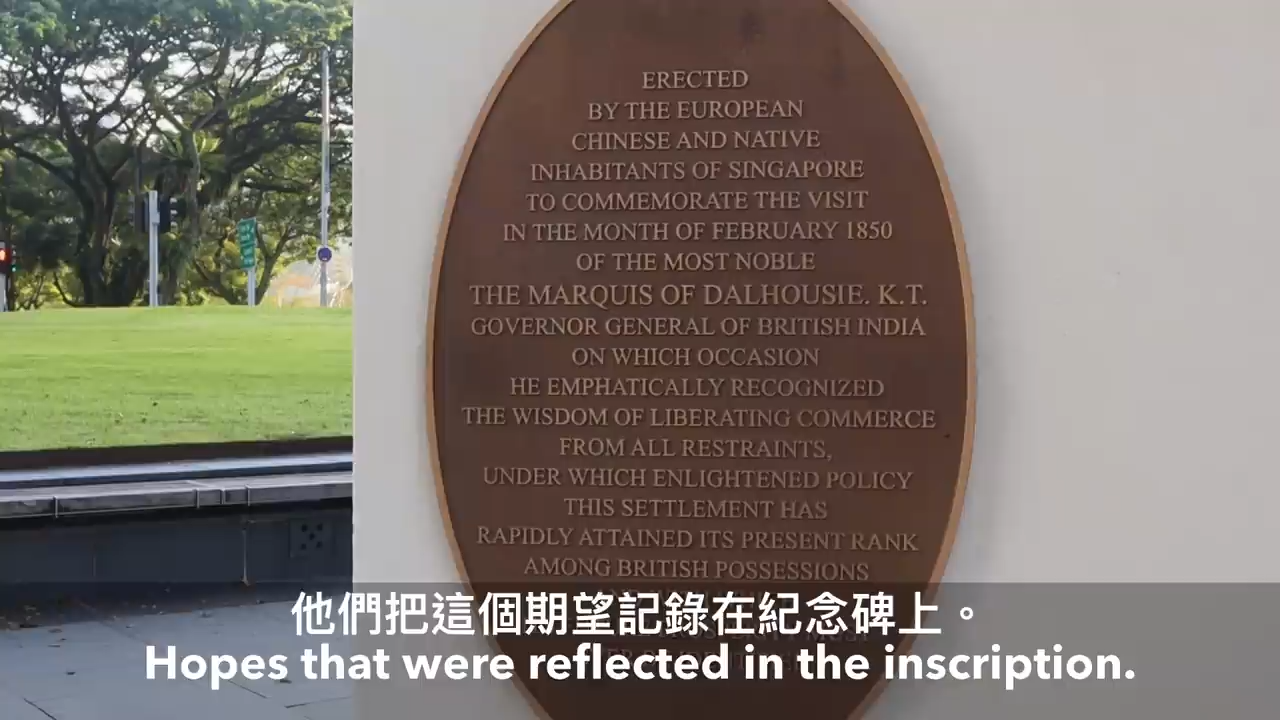 ERECTED
BY THE EUROPEAN
CHINESE AND NATIVE
INHABITANTS OF SINGAPORE
TO COMMEMORATE THE VISIT
IN THE MONTH OF FEBRUARY 1850
OF THE MOST NOBLE
THE MARQUIS OF DALHOUSIE. K.T.
GOVERNOR GENERAL OF BRITISH INDIA
ON WHICH OCCASION
HE EMPHATICALLY RECOGNIZED
THE WISDOM OF LIBERATING COMMERCE
FROM ALL RESTRAINTS,
UNDER WHICH ENLIGHTENED POLICY
THIS SETTLEMENT HAS
RAPIDLY ATTAINED ITS PRESENT RANK
AMONG BRITISH POSSESSIONS
他們把這個期望記錄在紀念碑上。
Hopes that were reflected in the inscription.